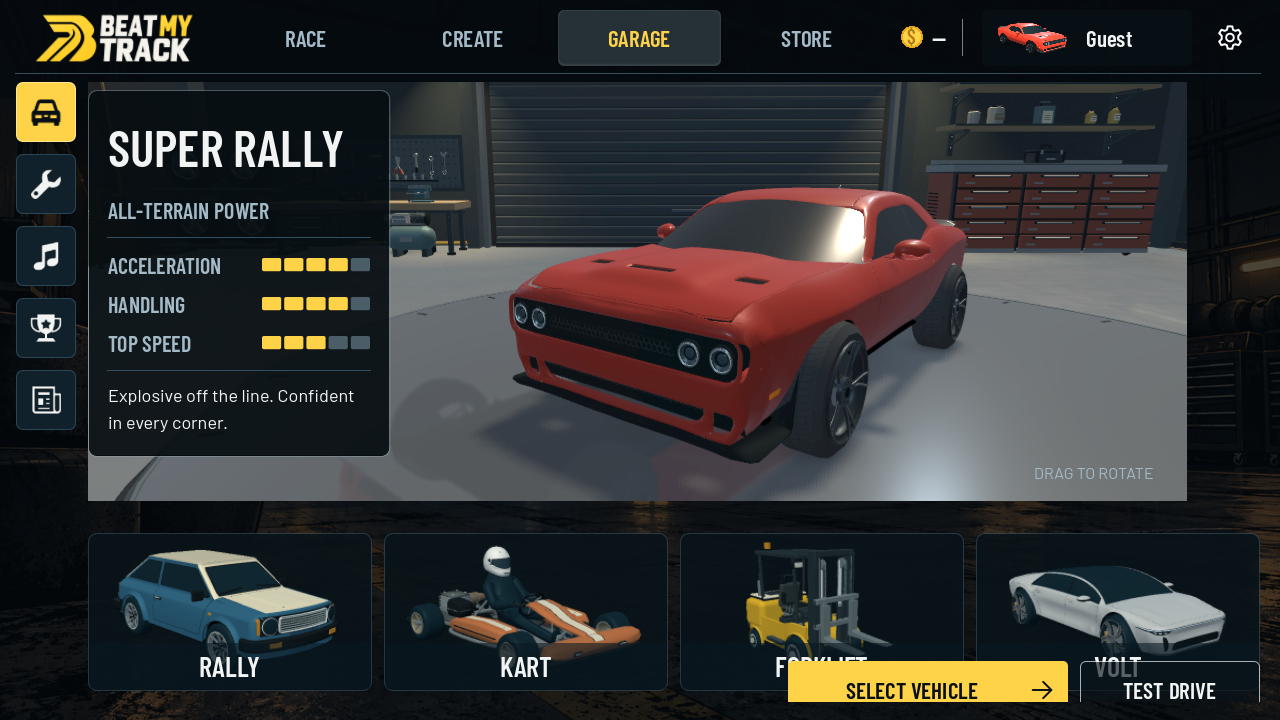 BEAT MY
TRACK
RACE
CREATE
GARAGE
STORE
$ –
Guest
SUPER RALLY
ALL-TERRAIN POWER
ACCELERATION
HANDLING
TOP SPEED
Explosive off the line. Confident
in every corner.
DRAG TO ROTATE
RALLY
KART
FORKLIFT
VOLT
SELECT VEHICLE
TEST DRIVE